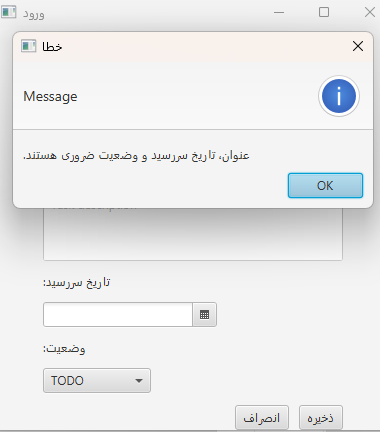 ورود
خطا
Message
عنوان، تاریخ سررسید و وضعیت ضروری هستند.
OK
تاریخ سررسید:
وضعیت:
TODO
انصراف
ذخیره